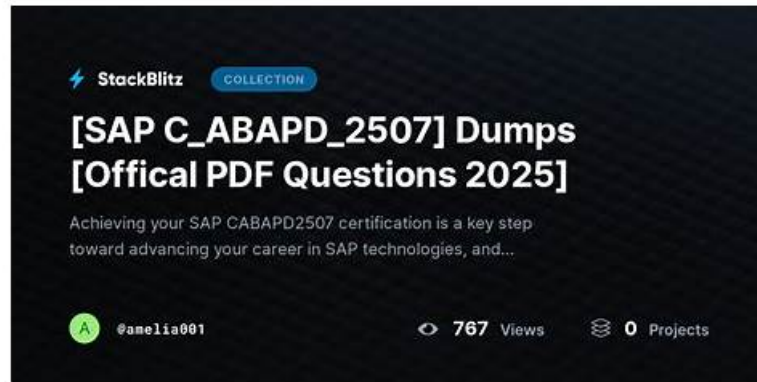 StackBlitz COLLECTION
[SAP C_ABAPD_2507] Dumps
[Offical PDF Questions 2025]
Achieving your SAP CABAPD2507 certification is a key step
toward advancing your career in SAP technologies, and...
A @amelia001 767 Views 0 Projects